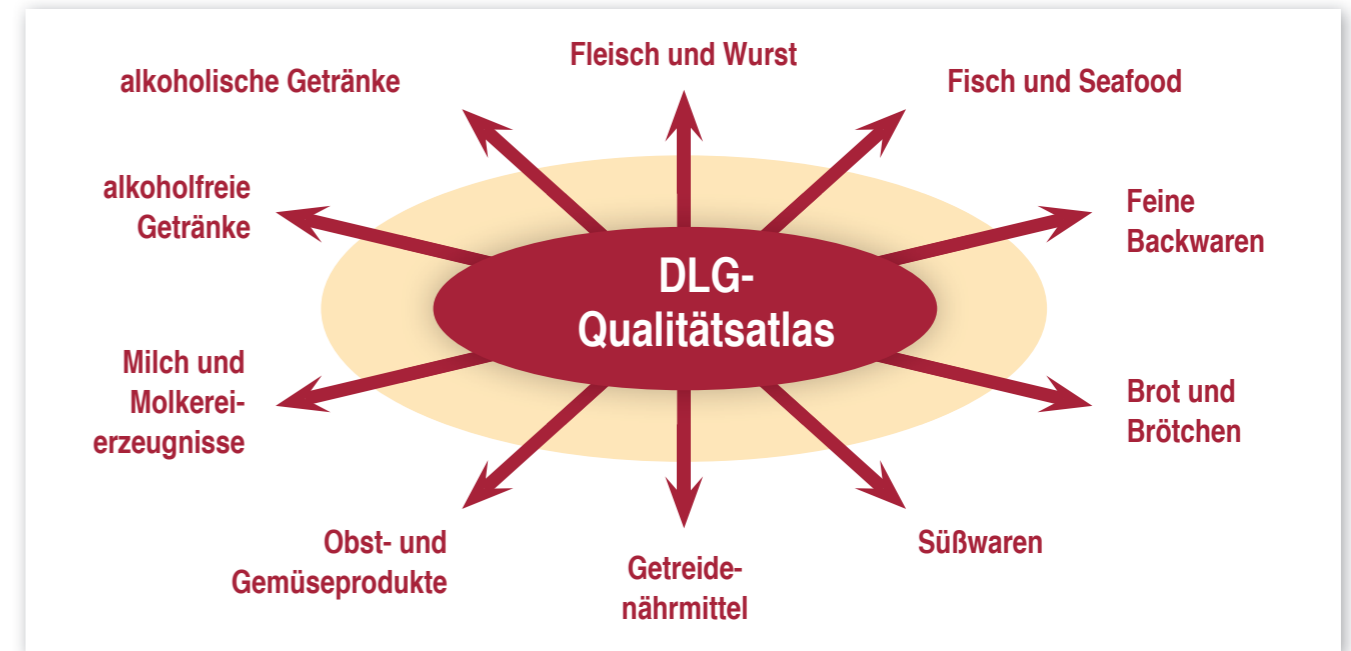 Fleisch und Wurst
alkoholische Getränke
Fisch und Seafood
alkoholfreie
Getränke
Feine
Backwaren
DLG-
Qualitätsatlas
Milch und
Molkerei-
erzeugnisse
Brot und
Brötchen
Obst- und
Gemüseprodukte
Getreide-
nährmittel
Süßwaren